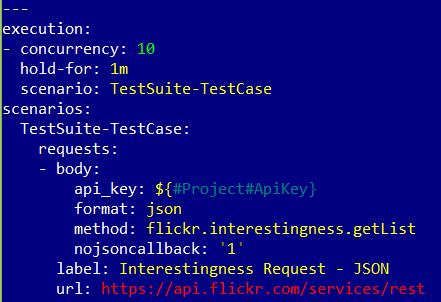 ---
execution:
- concurrency: 10
  hold-for: 1m
  scenario: TestSuite-TestCase
scenarios:
  TestSuite-TestCase:
    requests:
    - body:
        api_key: ${#Project#ApiKey}
        format: json
        method: flickr.interestingness.getList
        nojsoncallback: '1'
      label: Interestingness Request - JSON
      url: https://api.flickr.com/services/rest